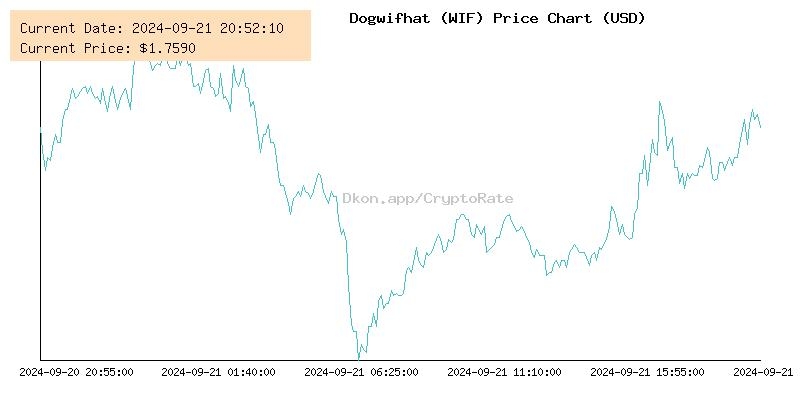 Dogwifhat (WIF) Price Chart (USD)
Current Date: 2024-09-21 20:52:10
Current Price: $1.7590
Dkon.app/CryptoRate
2024-09-20 20:55:00 2024-09-21 01:40:00 2024-09-21 06:25:00 2024-09-21 11:10:00 2024-09-21 15:55:00 2024-09-21